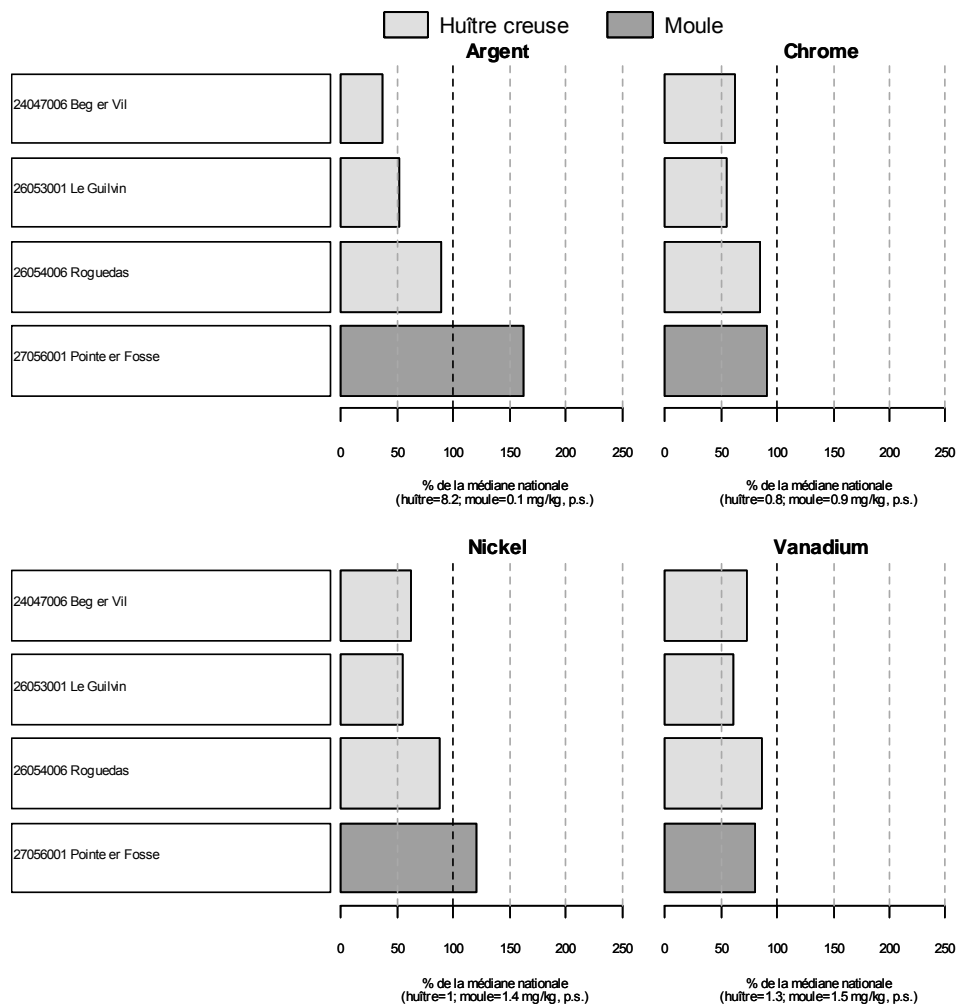 Huître creuse Moule
Argent Chrome
24047006 Beg er Vil
26053001 Le Guilvin
26054006 Roguedas
27056001 Pointe er Fosse
0 50 100 150 200 250 0 50 100 150 200 250
% de la médiane nationale % de la médiane nationale
(huître=8.2; moule=0.1 mg/kg, p.s.) (huître=0.8; moule=0.9 mg/kg, p.s.)
Nickel Vanadium
24047006 Beg er Vil
26053001 Le Guilvin
26054006 Roguedas
27056001 Pointe er Fosse
0 50 100 150 200 250 0 50 100 150 200 250
% de la médiane nationale % de la médiane nationale
(huître=1; moule=1.4 mg/kg, p.s.) (huître=1.3; moule=1.5 mg/kg, p.s.)